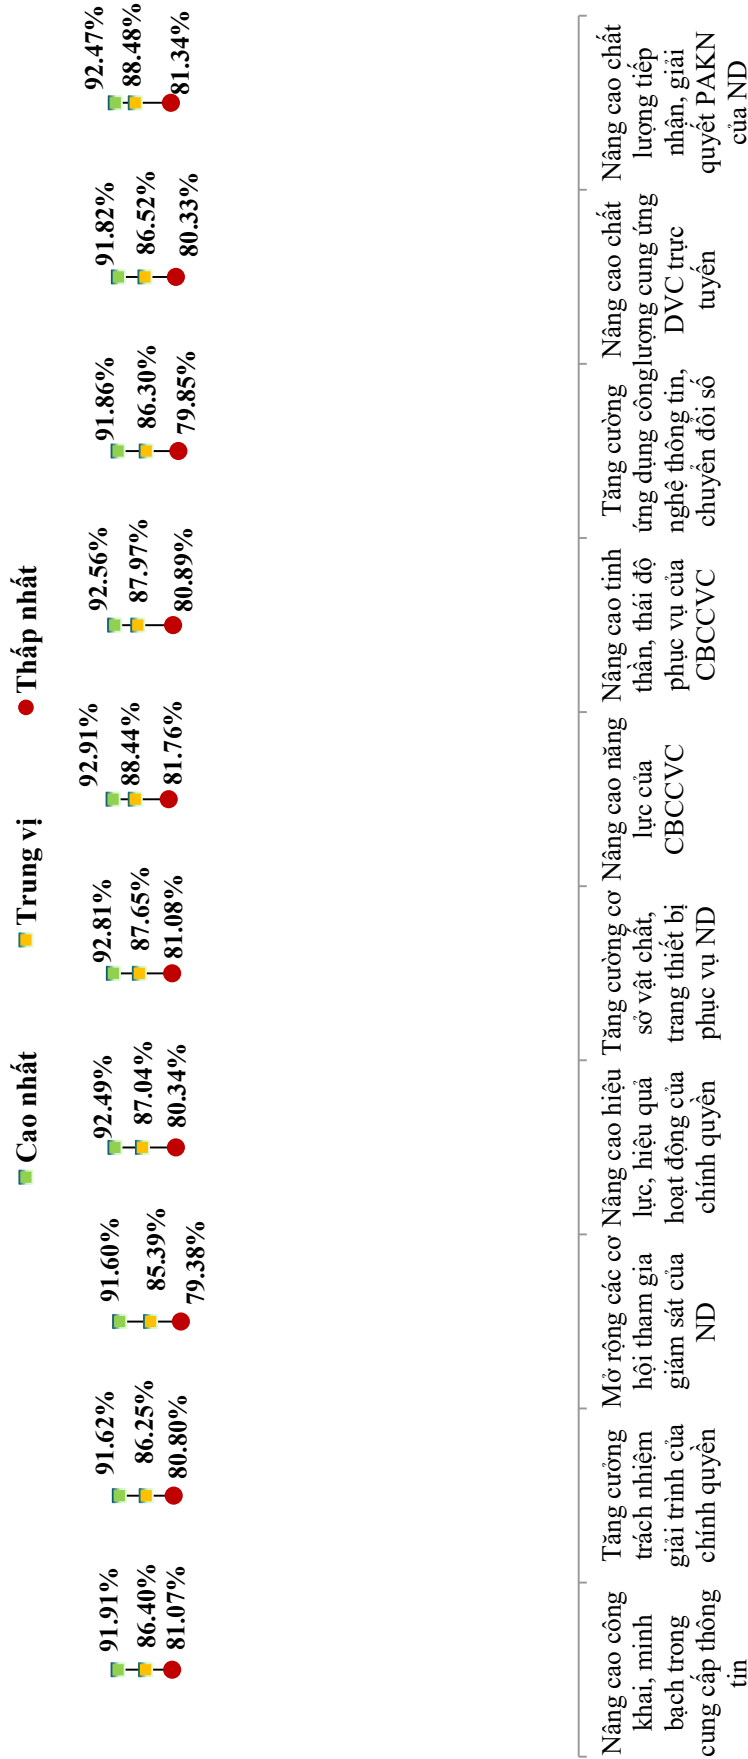 Cao nhất
Trung vị
Thấp nhất
91.91%
86.40%
81.07%
91.62%
86.25%
80.80%
91.60%
85.39%
79.38%
92.49%
87.04%
80.34%
92.81%
87.65%
81.08%
92.91%
88.44%
81.76%
92.56%
87.97%
80.89%
91.86%
86.30%
79.85%
91.82%
86.52%
80.33%
92.47%
88.48%
81.34%
Nâng cao công
khai, minh
bạch trong
cung cấp thông
tin
Tăng cường
trách nhiệm
giải trình của
chính quyền
Mở rộng các cơ
hội tham gia
giám sát của
ND
Nâng cao hiệu
lực, hiệu quả
hoạt động của
chính quyền
Tăng cường cơ
sở vật chất,
trang thiết bị
phục vụ ND
Nâng cao năng
lực của
CBCCVC
Nâng cao tinh
thần, thái độ
phục vụ của
CBCCVC
Tăng cường
ứng dụng công
nghệ thông tin,
chuyển đổi số
Nâng cao chất
lượng cung ứng
DVC trực
tuyến
Nâng cao chất
lượng tiếp
nhận, giải
quyết PAKN
của ND